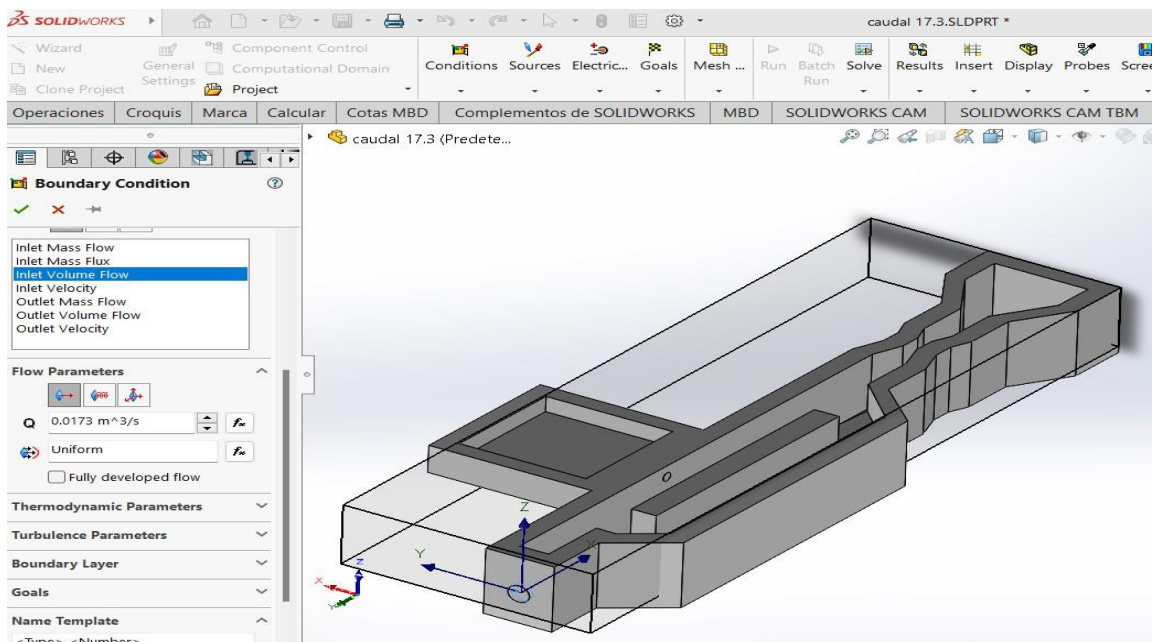 SOLIDWORKS
caudal 17.3.SLDPRT *
Wizard
New
Clone Project
General Settings
Component Control
Computational Domain
Project
Conditions
Sources
Electric...
Goals
Mesh ...
Run
Batch Run
Solve
Results
Insert
Display
Probes
Scree
Operaciones
Croquis
Marca
Calcular
Cotas MBD
Complementos de SOLIDWORKS
MBD
SOLIDWORKS CAM
SOLIDWORKS CAM TBM
caudal 17.3 (Predete...
Boundary Condition
Inlet Mass Flow
Inlet Mass Flux
Inlet Volume Flow
Inlet Velocity
Outlet Mass Flow
Outlet Volume Flow
Outlet Velocity
Flow Parameters
Q 0.0173 m^3/s
Uniform
Fully developed flow
Thermodynamic Parameters
Turbulence Parameters
Boundary Layer
Goals
Name Template
<Type> <Number>
Z
Y
X
Z
X
Y